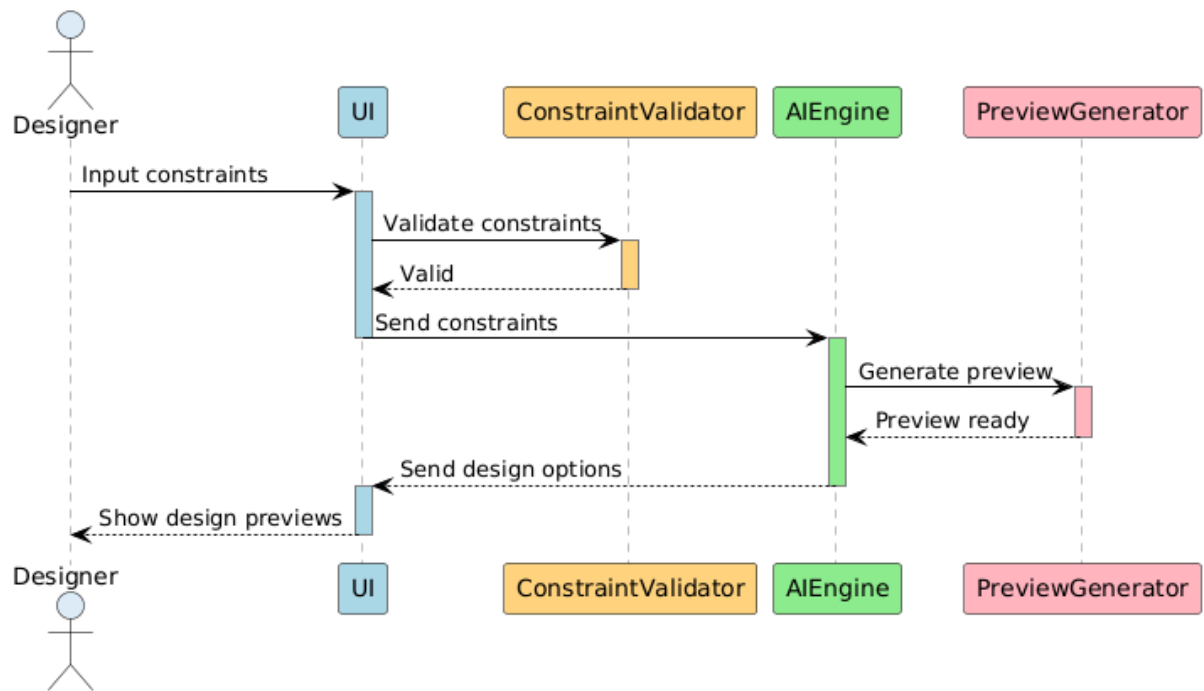 Designer
UI
ConstraintValidator
AIEngine
PreviewGenerator
Input constraints
Validate constraints
Valid
Send constraints
Generate preview
Preview ready
Send design options
Show design previews
Designer
UI
ConstraintValidator
AIEngine
PreviewGenerator